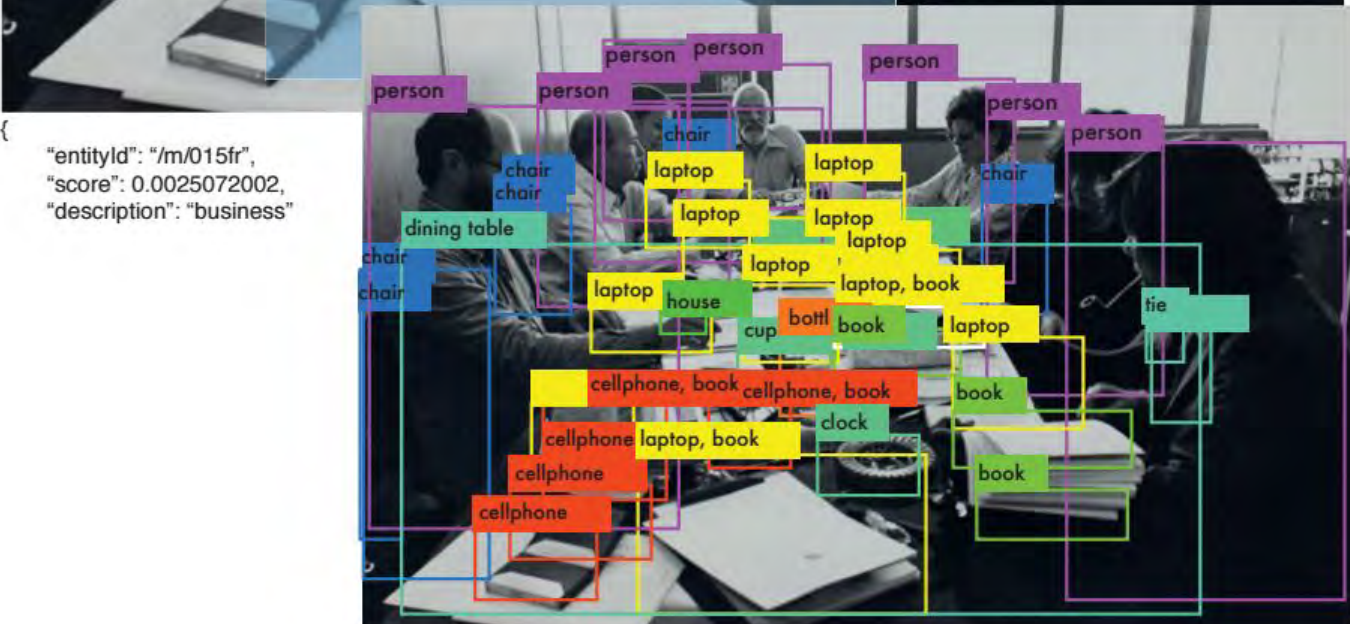 person
person
person
person
person
person
person
{
"entityId": "/m/015fr",
"score": 0.0025072002,
"description": "business"
chair
laptop
laptop
chair
chair
chair
laptop
laptop
dining table
laptop
chair
laptop
laptop, book
chair
laptop
house
tie
cup
bottl
book
laptop
cellphone, book
cellphone, book
book
clock
cellphone
laptop, book
cellphone
book
cellphone